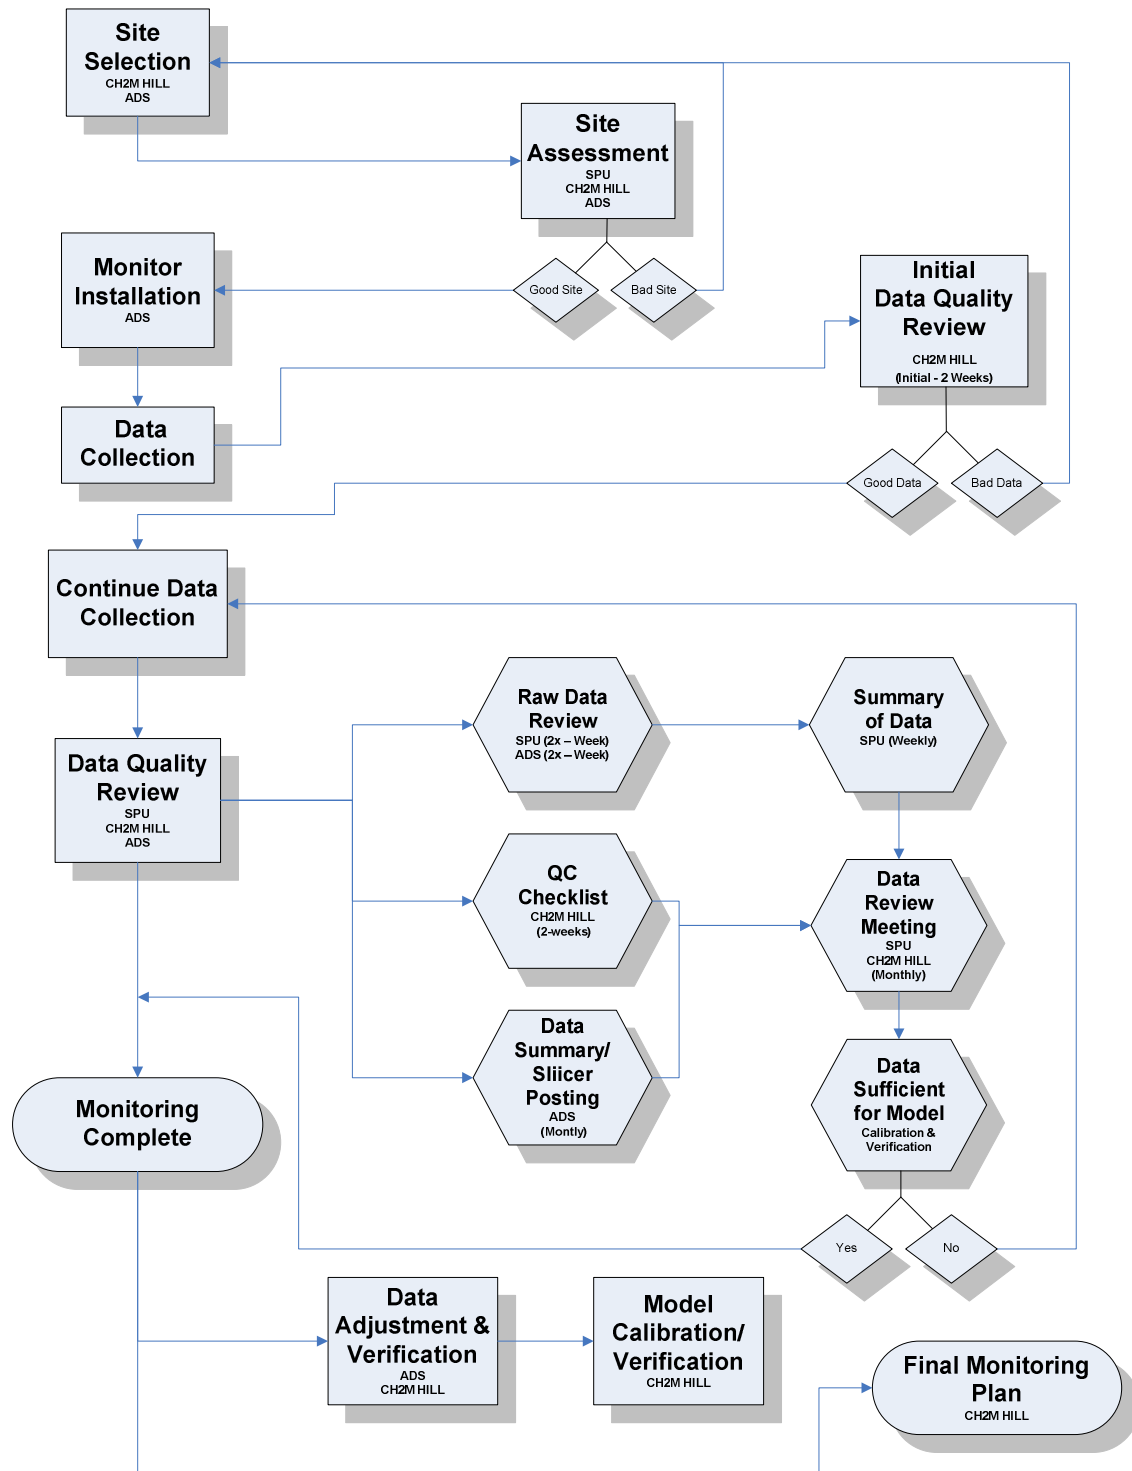 Site
Selection
CH2M HILL
ADS
Site
Assessment
SPU
CH2M HILL
ADS
Monitor
Installation
ADS
Good Site
Bad Site
Initial
Data Quality
Review
CH2M HILL
(Initial - 2 Weeks)
Data
Collection
Good Data
Bad Data
Continue Data
Collection
Data Quality
Review
SPU
CH2M HILL
ADS
Raw Data
Review
SPU (2x – Week)
ADS (2x – Week)
Summary
of Data
SPU (Weekly)
QC
Checklist
CH2M HILL
(2-weeks)
Data
Review
Meeting
SPU
CH2M HILL
(Monthly)
Data
Summary/
Sliicer
Posting
ADS
(Montly)
Data
Sufficient
for Model
Calibration &
Verification
Monitoring
Complete
Yes
No
Data
Adjustment &
Verification
ADS
CH2M HILL
Model
Calibration/
Verification
CH2M HILL
Final Monitoring
Plan
CH2M HILL